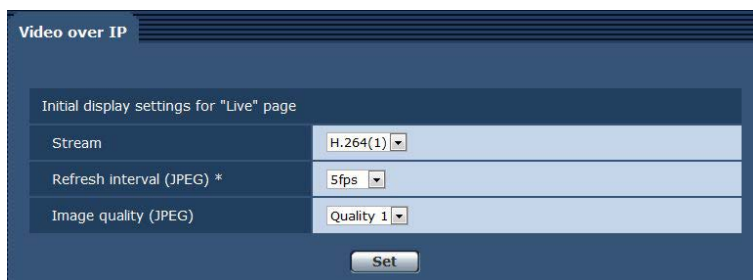 Video over IP
Initial display settings for "Live" page
Stream H.264(1)
Refresh interval (JPEG) * 5fps
Image quality (JPEG) Quality 1
Set